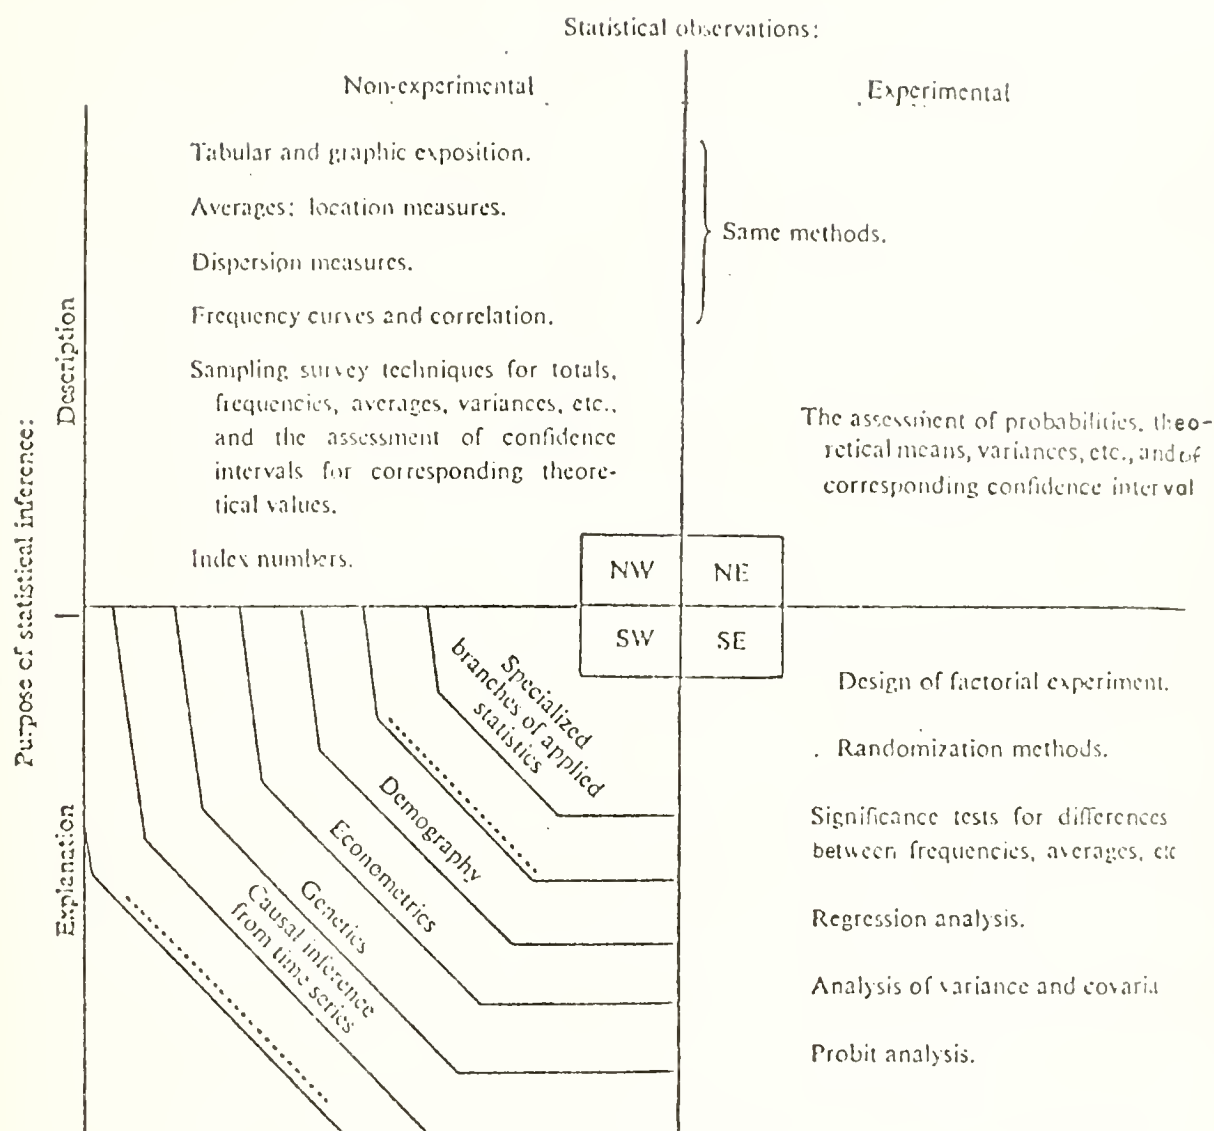 Statistical observations:
Non-experimental
Experimental
Tabular and graphic exposition.
Averages: location measures.
Dispersion measures.
Frequency curves and correlation.
Same methods.
Sampling survey techniques for totals,
frequencies, averages, variances, etc.,
and the assessment of confidence
intervals for corresponding theore-
tical values.
Index numbers.
The assessment of probabilities, theo-
retical means, variances, etc., and of
corresponding confidence interval
Purpose of statistical inference:
Description
Explanation
NW
NE
SW
SE
Specialized
branches of applied
statistics
Demography
Econometrics
Genetics
Causal inference
from time series
Design of factorial experiment.
Randomization methods.
Significance tests for differences
between frequencies, averages, etc
Regression analysis.
Analysis of variance and covaria
Probit analysis.